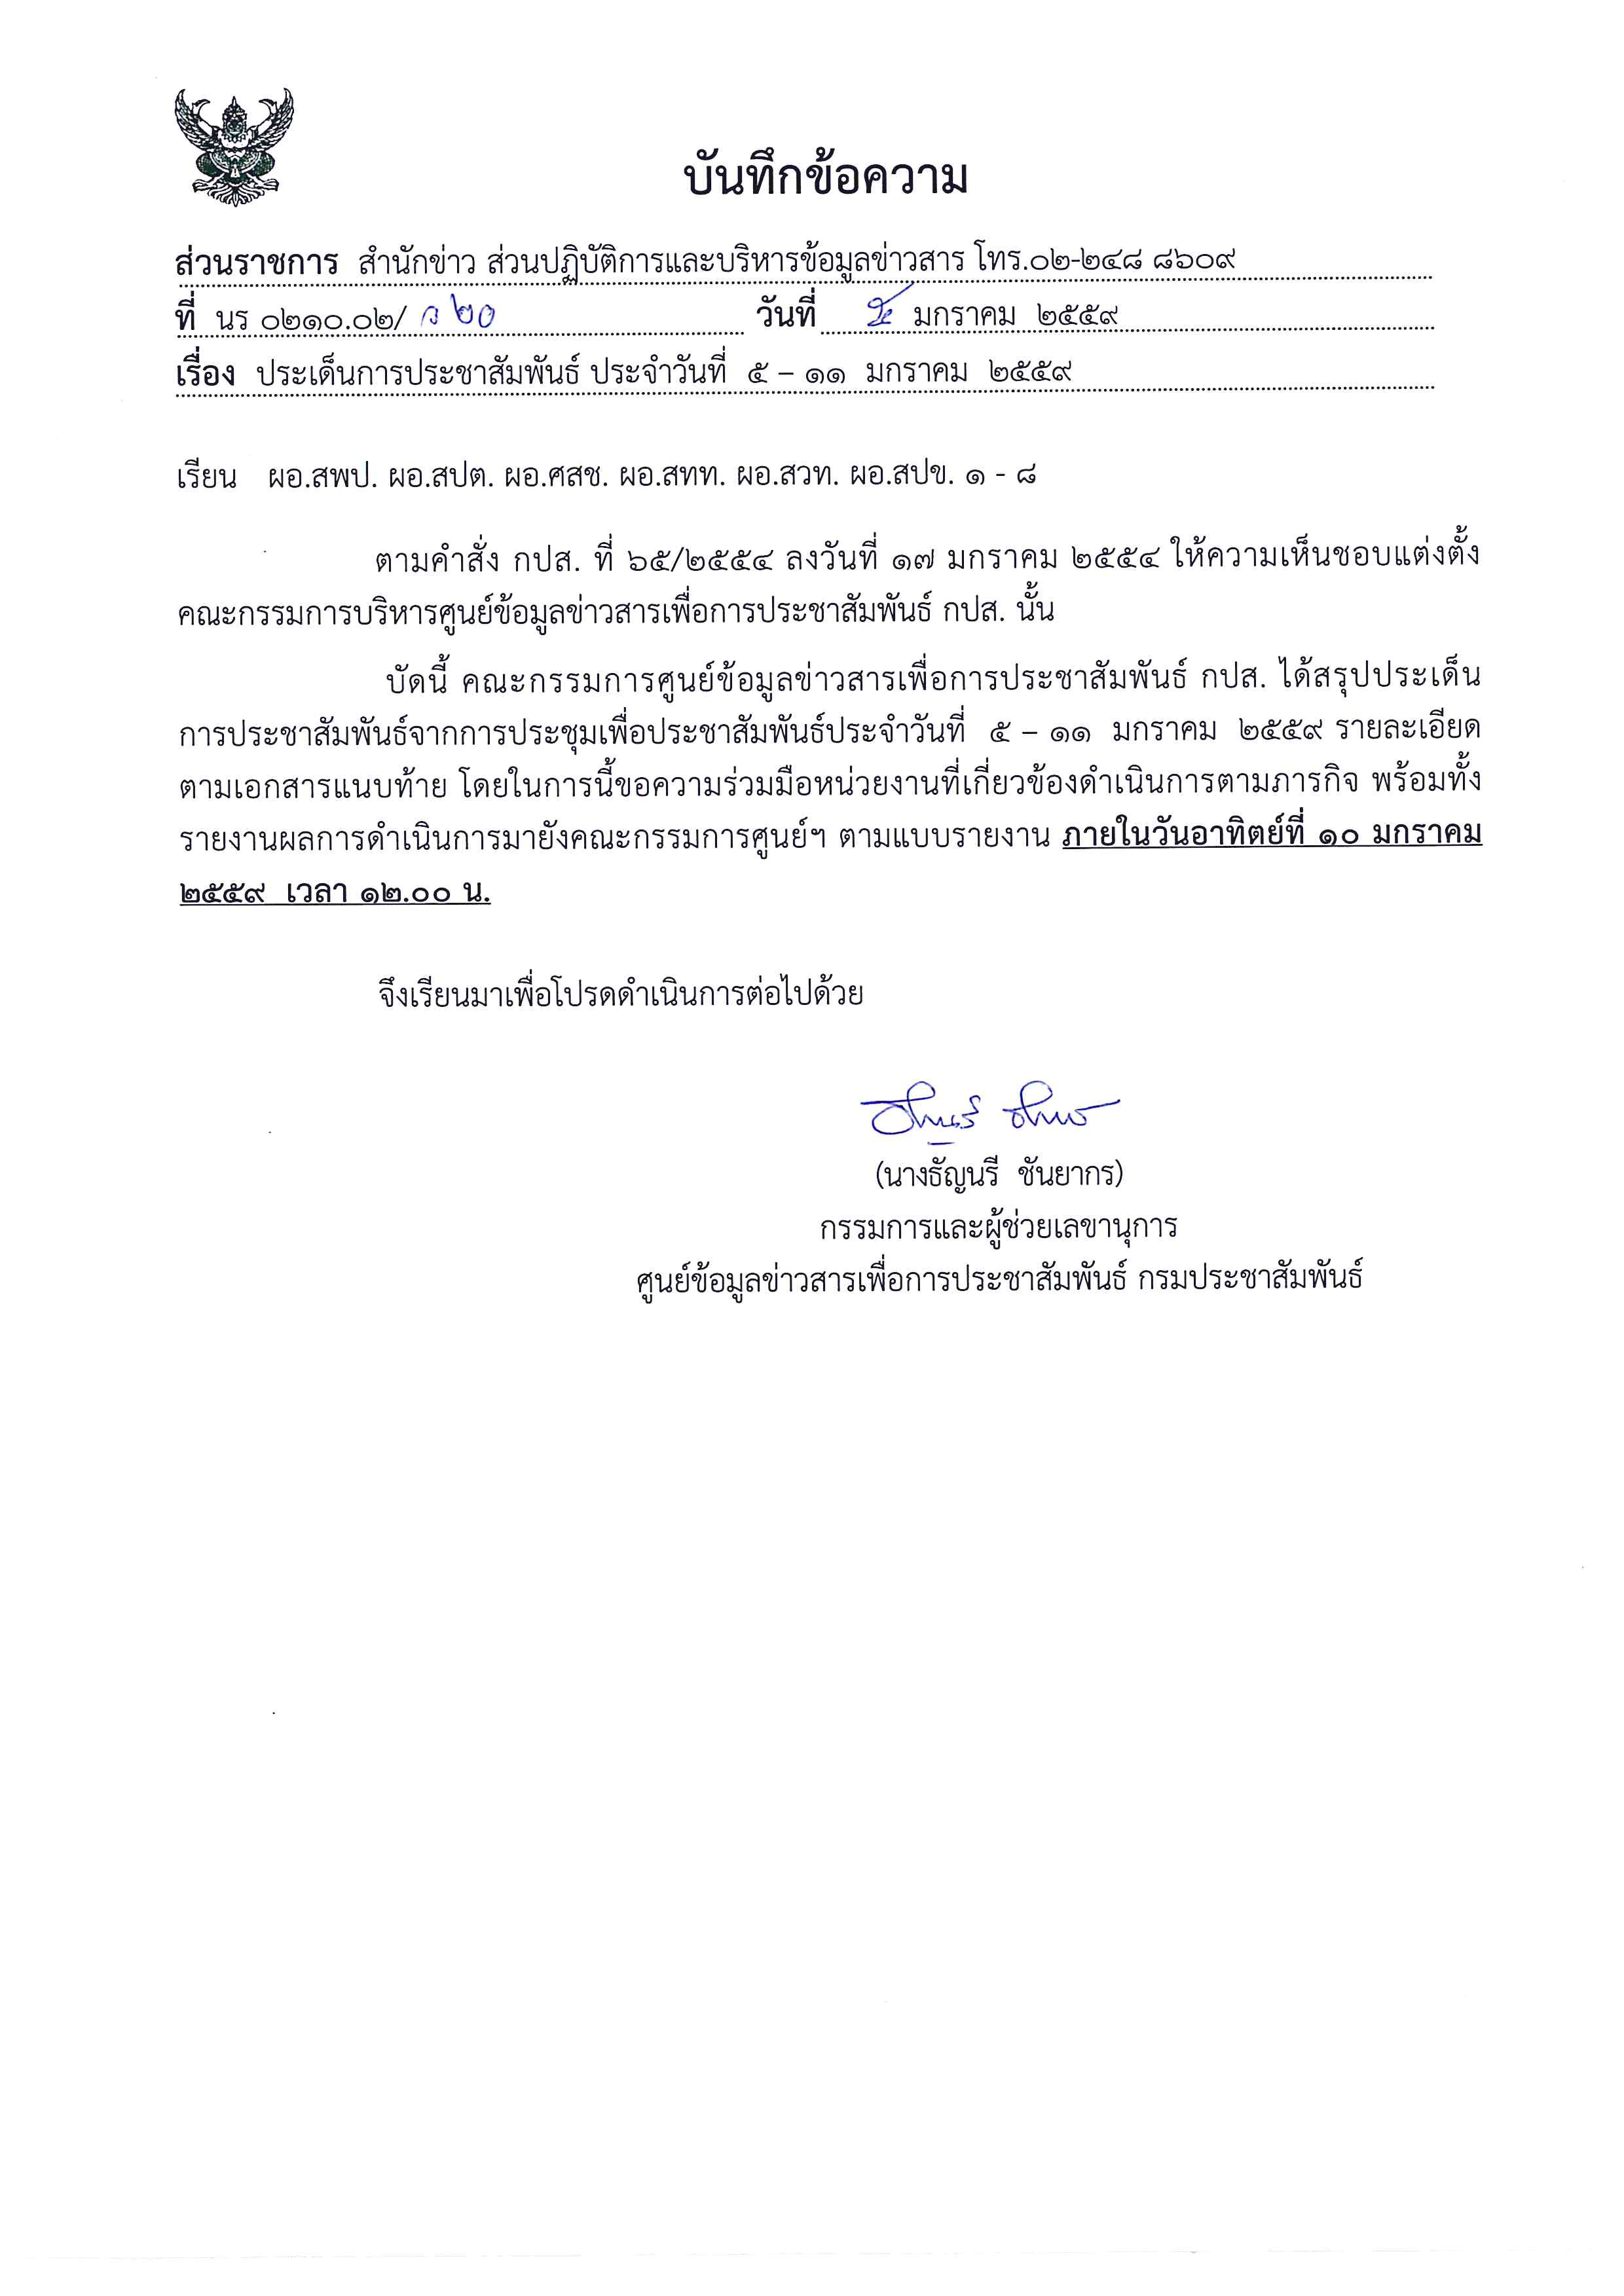 บันทึกข้อความ
ส่วนราชการ สำนักข่าว ส่วนปฏิบัติการและบริหารข้อมูลข่าวสาร โทร.๐๒-๒๔๘ ๘๖๐๙
ที่ นร ๐๒๑๐.๐๒/ ว ๒๐ วันที่ ๕ มกราคม ๒๕๕๙
เรื่อง ประเด็นการประชาสัมพันธ์ ประจำวันที่ ๕ – ๑๑ มกราคม ๒๕๕๙
เรียน ผอ.สพป. ผอ.สปต. ผอ.ศสช. ผอ.สทท. ผอ.สวท. ผอ.สปข. ๑ - ๘
ตามคำสั่ง กปส. ที่ ๖๕/๒๕๕๔ ลงวันที่ ๑๗ มกราคม ๒๕๕๔ ให้ความเห็นชอบแต่งตั้ง
คณะกรรมการบริหารศูนย์ข้อมูลข่าวสารเพื่อการประชาสัมพันธ์ กปส. นั้น
บัดนี้ คณะกรรมการศูนย์ข้อมูลข่าวสารเพื่อการประชาสัมพันธ์ กปส. ได้สรุปประเด็น
การประชาสัมพันธ์จากการประชุมเพื่อประชาสัมพันธ์ประจำวันที่ ๕ – ๑๑ มกราคม ๒๕๕๙ รายละเอียด
ตามเอกสารแนบท้าย โดยในการนี้ขอความร่วมมือหน่วยงานที่เกี่ยวข้องดำเนินการตามภารกิจ พร้อมทั้ง
รายงานผลการดำเนินการมายังคณะกรรมการศูนย์ฯ ตามแบบรายงาน ภายในวันอาทิตย์ที่ ๑๐ มกราคม
๒๕๕๙ เวลา ๑๒.๐๐ น.
จึงเรียนมาเพื่อโปรดดำเนินการต่อไปด้วย
(นางธัญนรี ชันยากร)
กรรมการและผู้ช่วยเลขานุการ
ศูนย์ข้อมูลข่าวสารเพื่อการประชาสัมพันธ์ กรมประชาสัมพันธ์